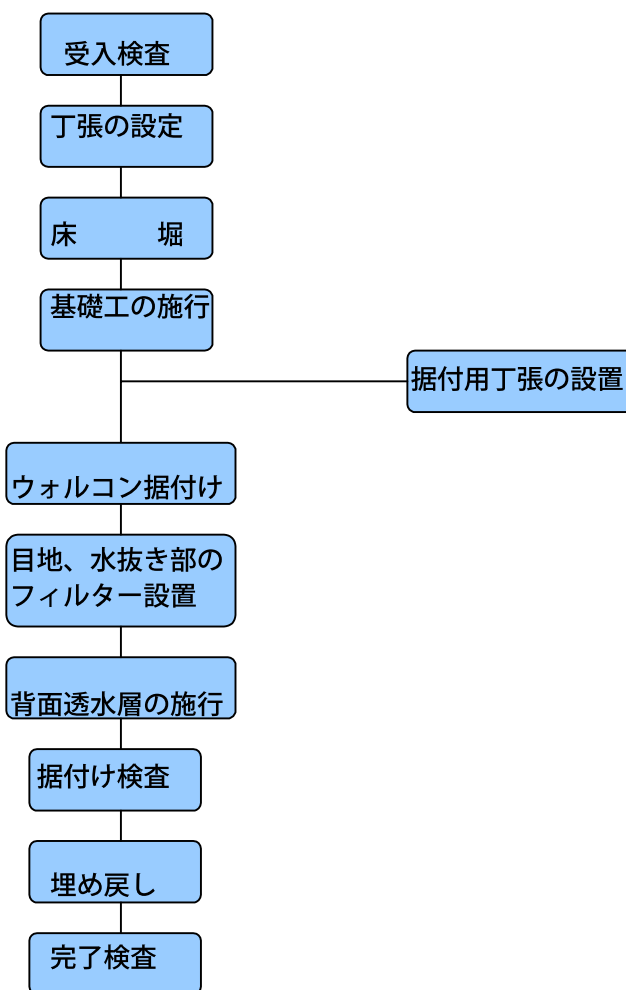 受入検査
丁張の設定
床　　　堀
基礎工の施行
据付用丁張の設置
ウォルコン据付け
目地、水抜き部の
フィルター設置
背面透水層の施行
据付け検査
埋め戻し
完了検査